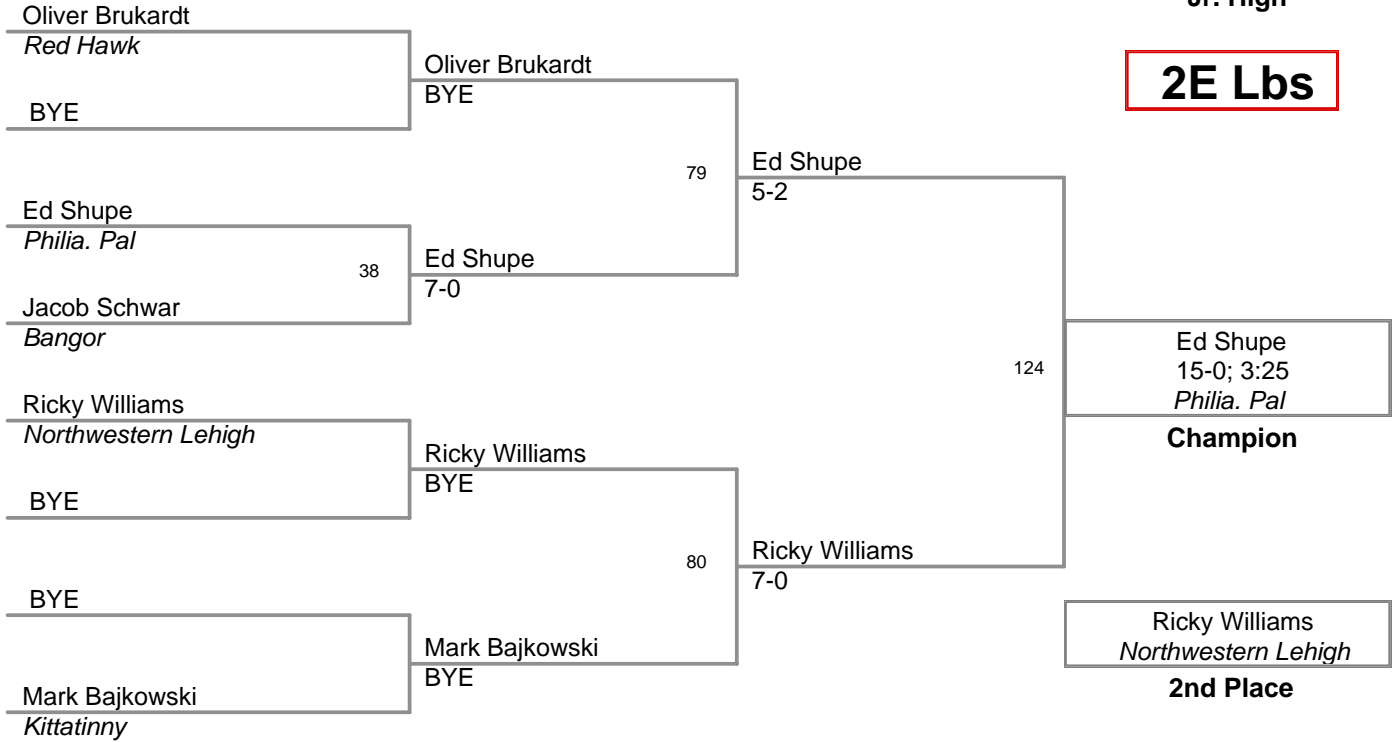 Jr. High
2E Lbs
Oliver Brukardt
Red Hawk
BYE
Ed Shupe
Philia. Pal
38
Jacob Schwar
Bangor
Ricky Williams
Northwestern Lehigh
BYE
BYE
Mark Bajkowski
Kittatinny
Oliver Brukardt
BYE
79
Ed Shupe
7-0
Ricky Williams
BYE
80
Mark Bajkowski
BYE
Ed Shupe
5-2
124
Ricky Williams
7-0
Ed Shupe
15-0; 3:25
Philia. Pal
Champion
Ricky Williams
Northwestern Lehigh
2nd Place